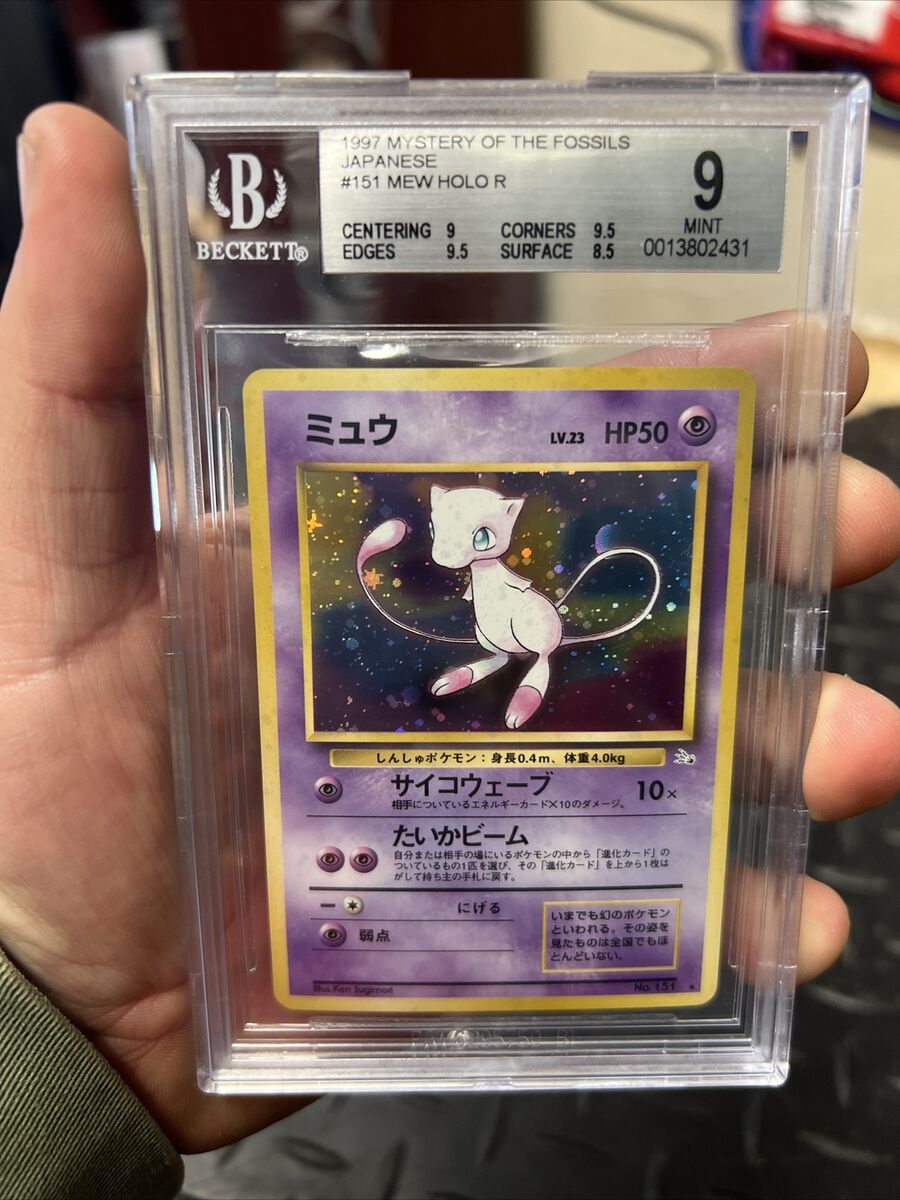 B
BECKETT®
1997 MYSTERY OF THE FOSSILS
JAPANESE
#151 MEW HOLO R
CENTERING 9 CORNERS 9.5
EDGES 9.5 SURFACE 8.5
9
MINT
0013802431
ミュウ LV.23 HP50
しんしゅポケモン：身長0.4m、体重4.0kg
サイコウェーブ 10×
相手についているエネルギーカード×10のダメージ。
たいかビーム
自分または相手の場にいるポケモンの中から「進化カード」の
ついているもの1匹を選び、その「進化カード」を上から1枚は
がして持ち主の手札に戻す。
にげる
弱点
いまでも幻のポケモン
といわれる。その姿を
見たものは全国でもほ
とんどいない。
Illus. Ken Sugimori No. 151 ★